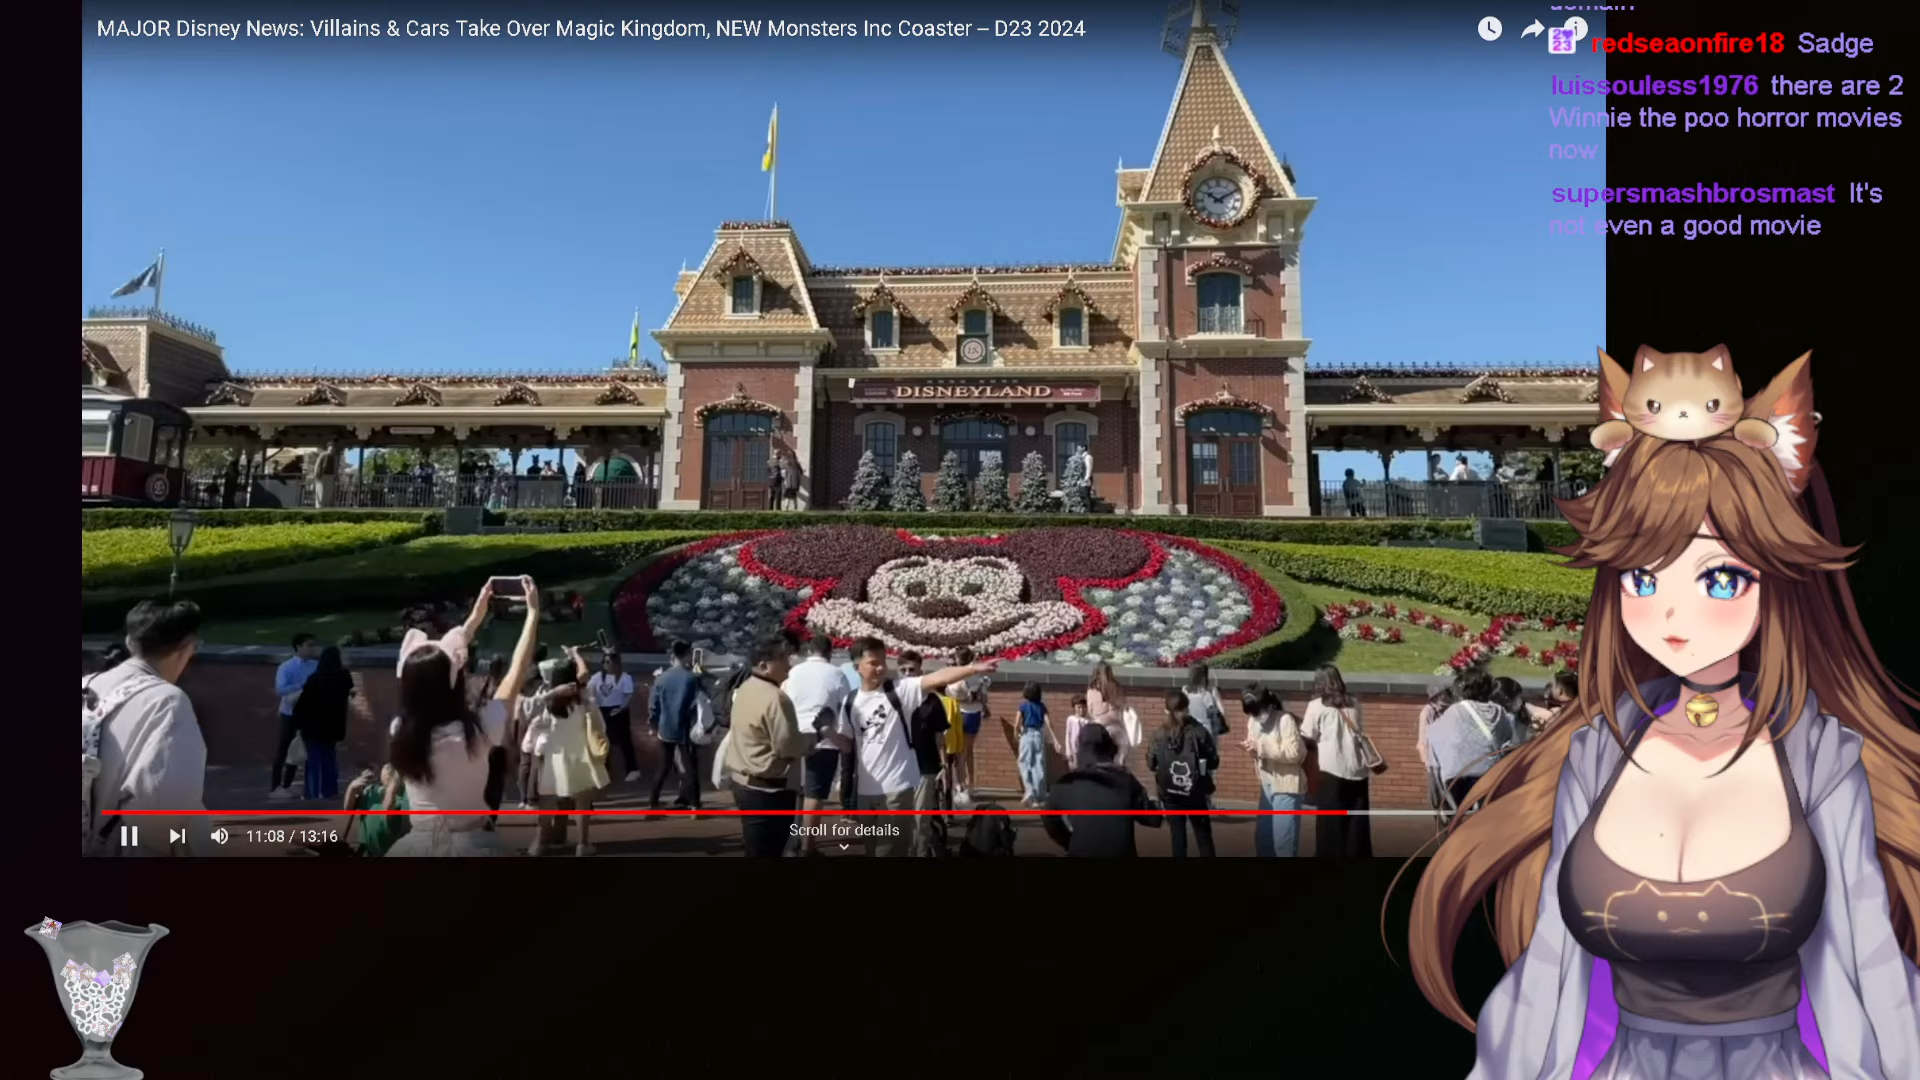 MAJOR Disney News: Villains & Cars Take Over Magic Kingdom, NEW Monsters Inc Coaster – D23 2024
domain
redseaonfire18 Sadge
luissouless1976 there are 2
Winnie the poo horror movies
now
supersmashbrosmast It's
not even a good movie
DISNEYLAND
11:08 / 13:16
Scroll for details